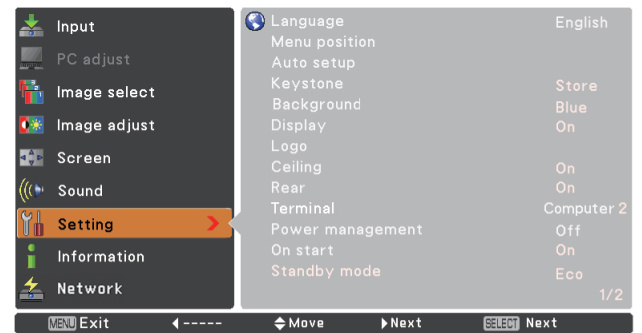 Input
PC adjust
Image select
Image adjust
Screen
Sound
Setting
Information
Network
Language English
Menu position
Auto setup
Keystone Store
Background Blue
Display On
Logo
Ceiling On
Rear On
Terminal Computer 2
Power management Off
On start On
Standby mode Eco
1/2
MENU Exit ----- Move Next SELECT Next